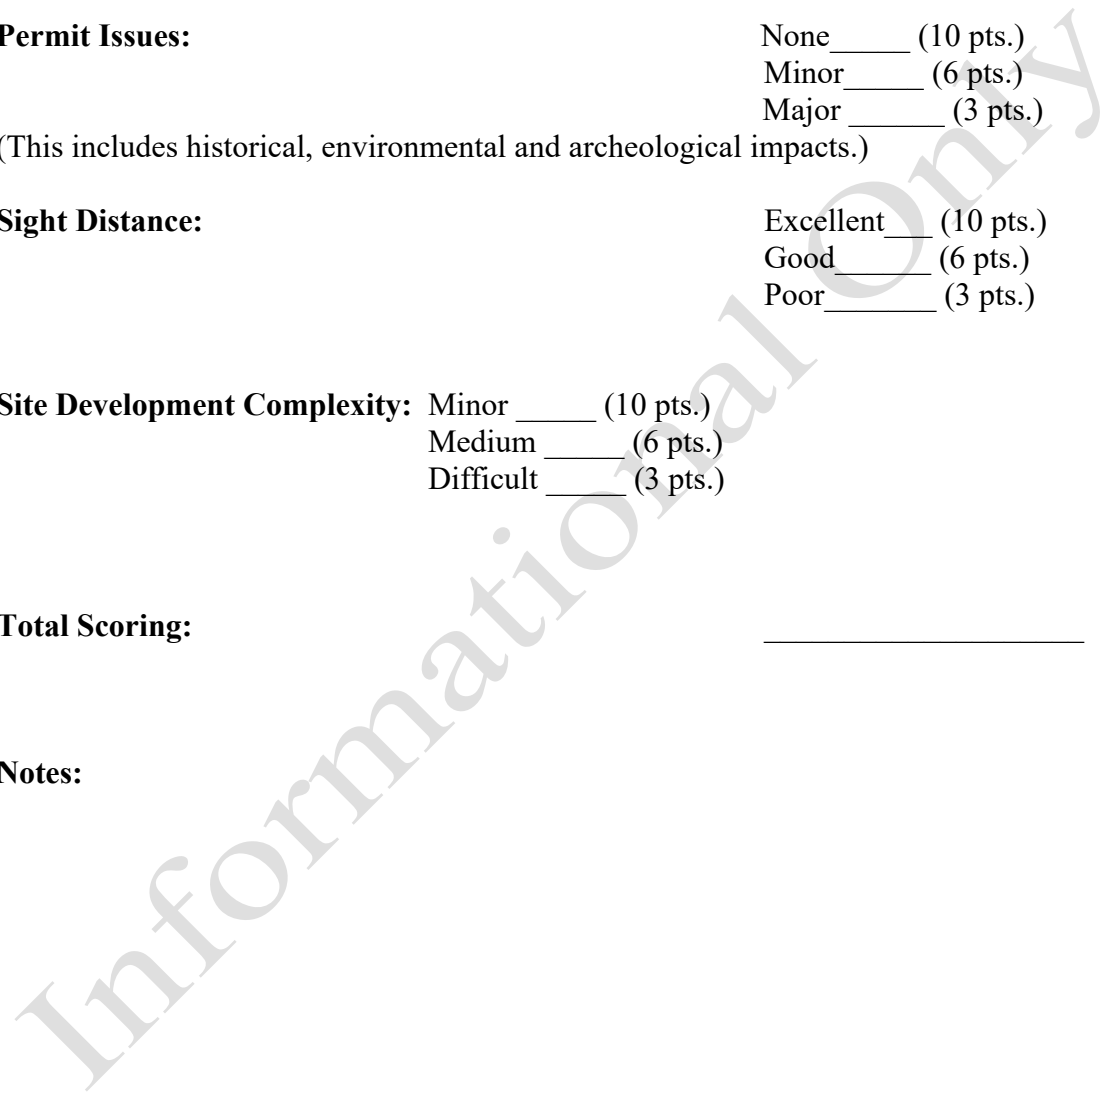 Permit Issues: None_____ (10 pts.)
Minor_____ (6 pts.)
Major ______ (3 pts.)
(This includes historical, environmental and archeological impacts.)
Sight Distance: Excellent___ (10 pts.)
Good______ (6 pts.)
Poor_______ (3 pts.)
Site Development Complexity: Minor _____ (10 pts.)
Medium _____ (6 pts.)
Difficult _____ (3 pts.)
Total Scoring: ____________________
Notes:
Informational Only